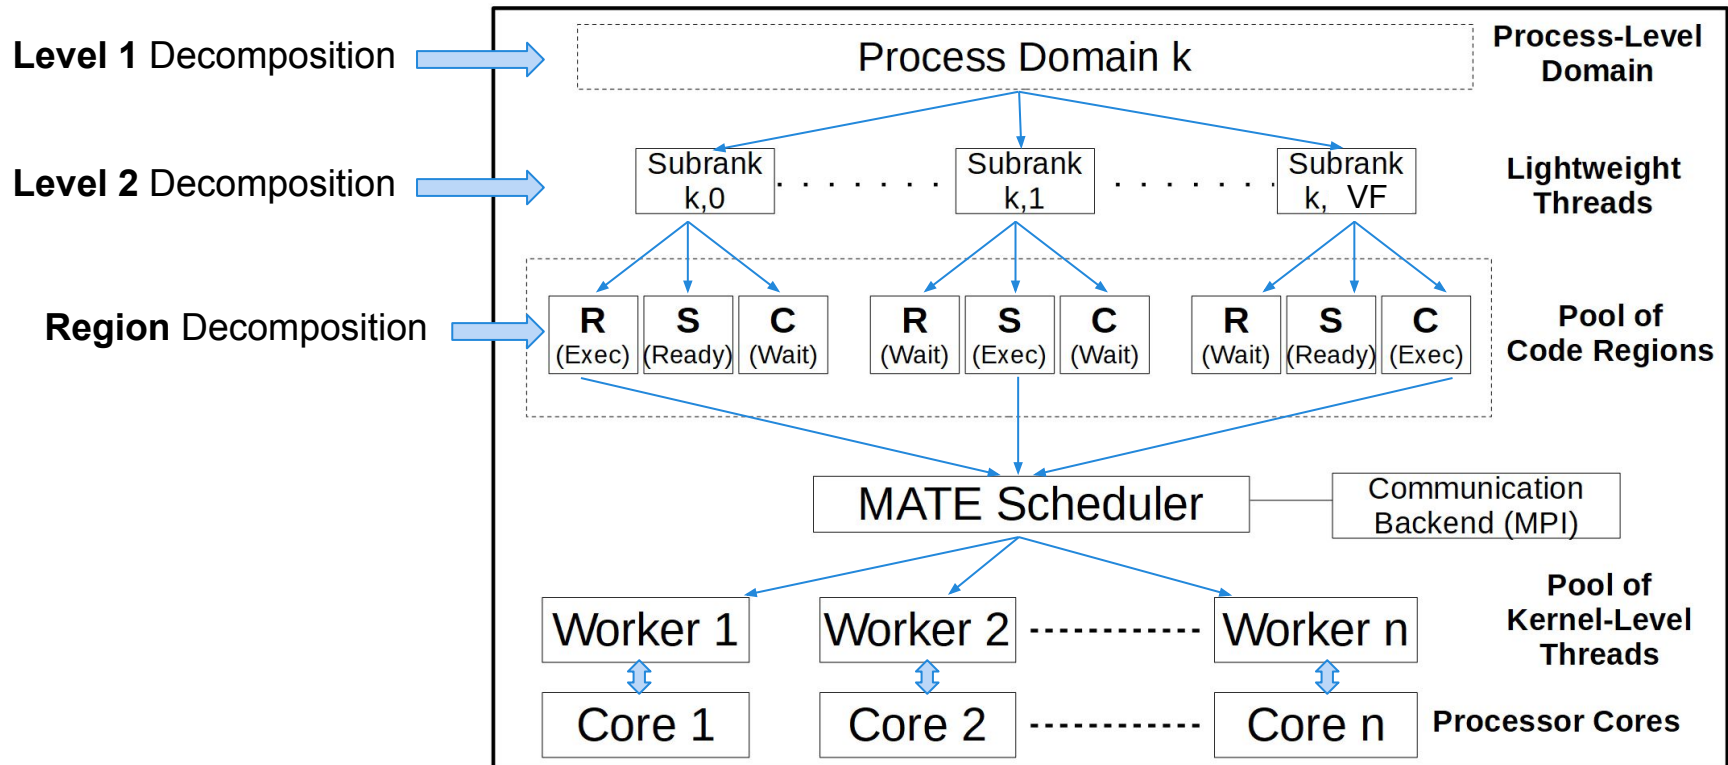 Level 1 Decomposition
Process Domain k
Process-Level
Domain
Level 2 Decomposition
Subrank
k,0
Subrank
k,1
Subrank
k, VF
Lightweight
Threads
Region Decomposition
R
(Exec)
S
(Ready)
C
(Wait)
R
(Wait)
S
(Exec)
C
(Wait)
R
(Wait)
S
(Ready)
C
(Exec)
Pool of
Code Regions
MATE Scheduler
Communication
Backend (MPI)
Worker 1
Worker 2
Worker n
Pool of
Kernel-Level
Threads
Core 1
Core 2
Core n
Processor Cores